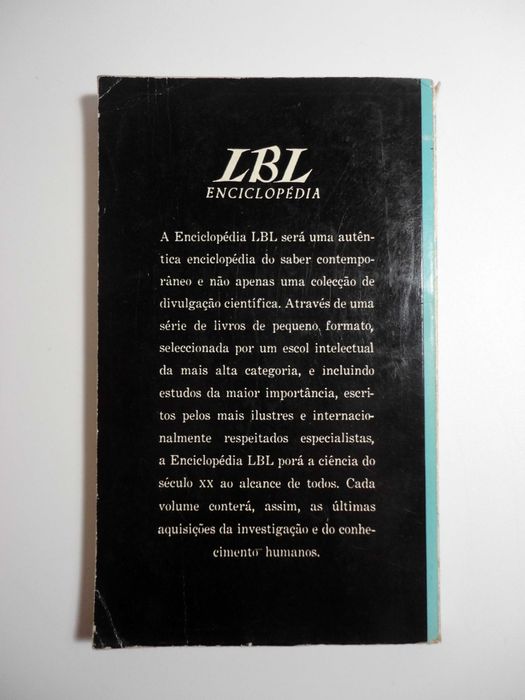 LBL
ENCICLOPÉDIA
A Enciclopédia LBL será uma autên-
tica enciclopédia do saber contempo-
râneo e não apenas uma colecção de
divulgação científica. Através de uma
série de livros de pequeno formato,
seleccionada por um escol intelectual
da mais alta categoria, e incluindo
estudos da maior importância, escri-
tos pelos mais ilustres e internacio-
nalmente respeitados especialistas,
a Enciclopédia LBL porá a ciência do
século XX ao alcance de todos. Cada
volume conterá, assim, as últimas
aquisições da investigação e do conhe-
cimento humanos.